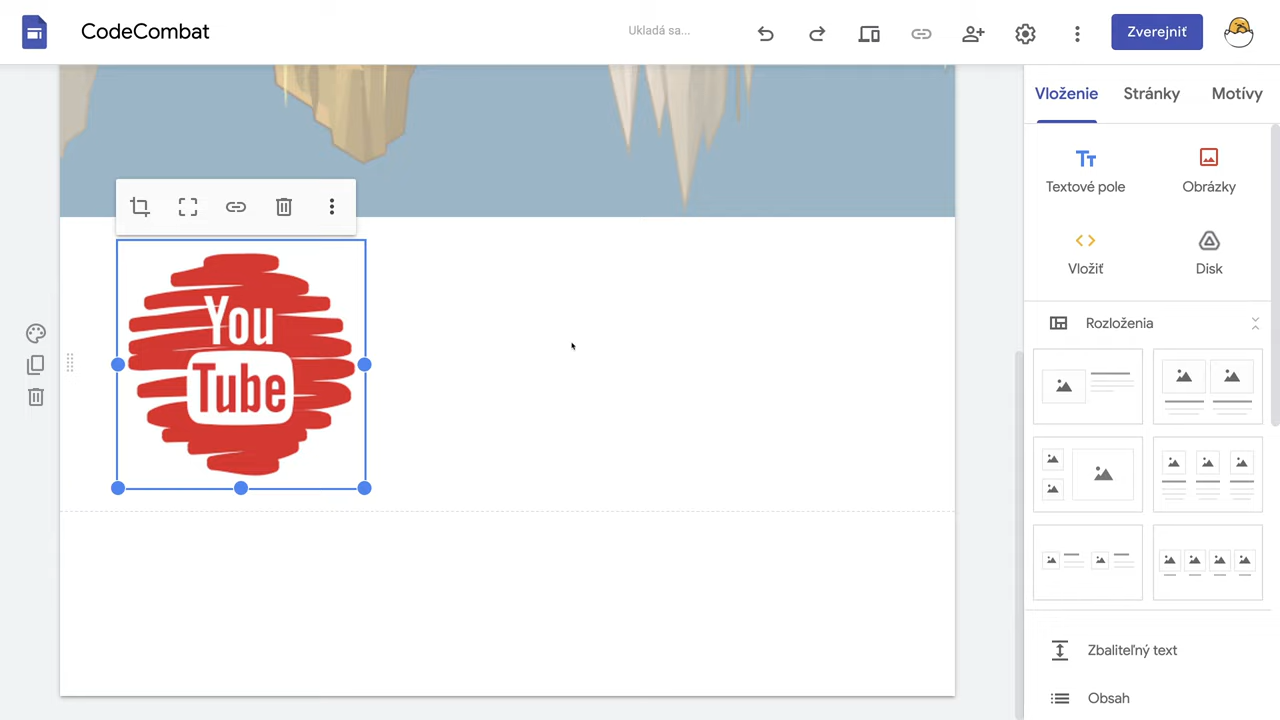 CodeCombat
Ukladá sa...
Zverejniť
Vloženie
Stránky
Motívy
Textové pole
Obrázky
Vložiť
Disk
Rozloženia
You
Tube
Zbaliteľný text
Obsah